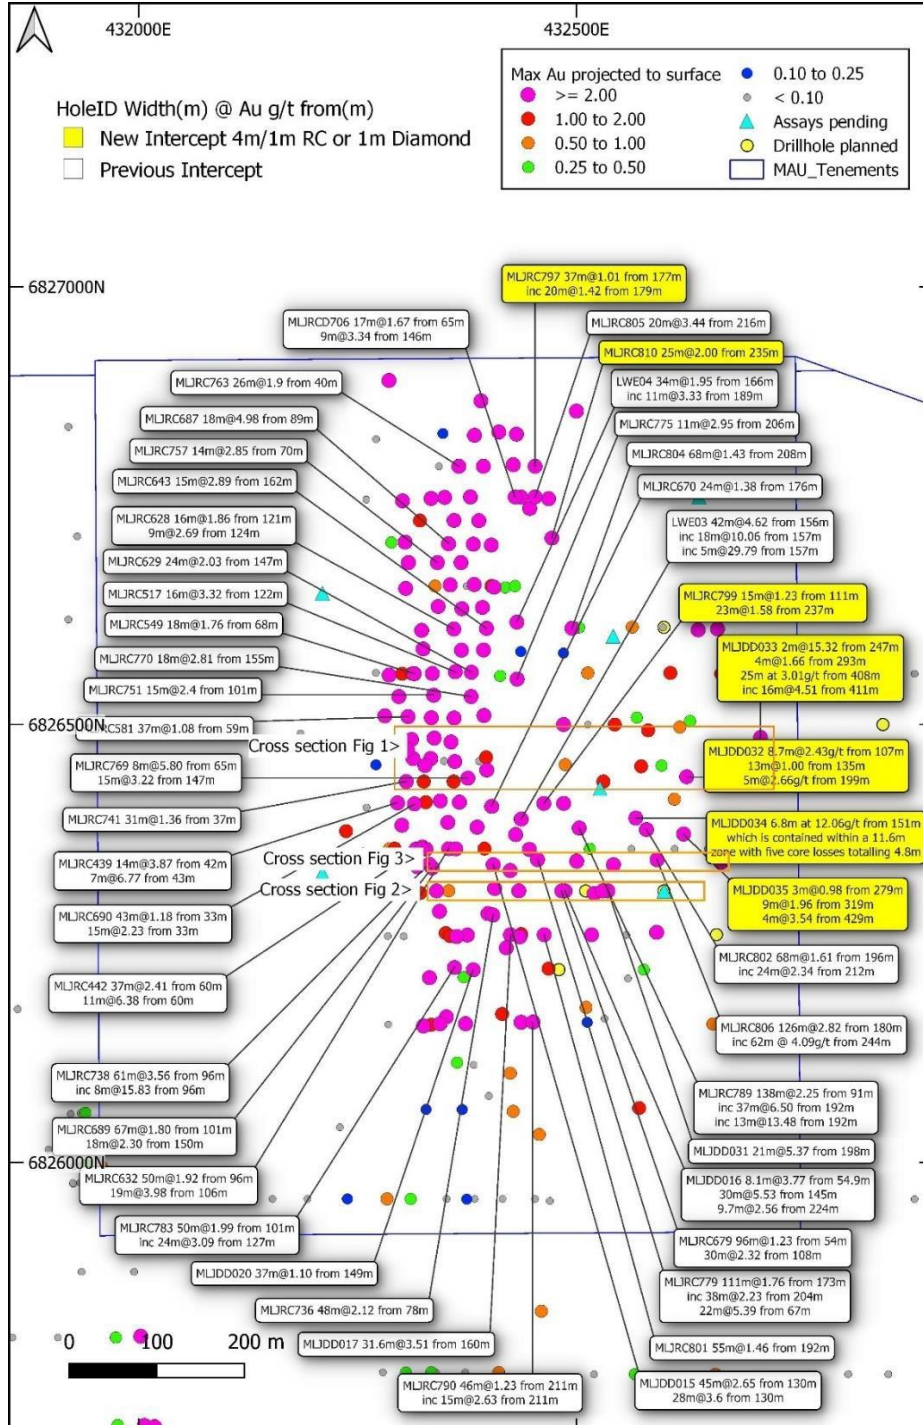 432000E
432500E
HoleID Width(m) @ Au g/t from(m)
New Intercept 4m/1m RC or 1m Diamond
Previous Intercept
Max Au projected to surface
>= 2.00
1.00 to 2.00
0.50 to 1.00
0.25 to 0.50
0.10 to 0.25
< 0.10
Assays pending
Drillhole planned
MAU_Tenements
6827000N
6826500N
6826000N
MLJRC797 37m@1.01 from 177m
inc 20m@1.42 from 179m
MLJRCD706 17m@1.67 from 65m
9m@3.34 from 146m
MLJRC805 20m@3.44 from 216m
MLJRC810 25m@2.00 from 235m
MLJRC763 26m@1.9 from 40m
LWE04 34m@1.95 from 166m
inc 11m@3.33 from 189m
MLJRC687 18m@4.98 from 89m
MLJRC775 11m@2.95 from 206m
MLJRC757 14m@2.85 from 70m
MLJRC804 68m@1.43 from 208m
MLJRC643 15m@2.89 from 162m
MLJRC670 24m@1.38 from 176m
MLJRC628 16m@1.86 from 121m
9m@2.69 from 124m
LWE03 42m@4.62 from 156m
inc 18m@10.06 from 157m
inc 5m@29.79 from 157m
MLJRC629 24m@2.03 from 147m
MLJRC517 16m@3.32 from 122m
MLJRC799 15m@1.23 from 111m
23m@1.58 from 237m
MLJRC549 18m@1.76 from 68m
MLJDD033 2m@15.32 from 247m
4m@1.66 from 293m
25m at 3.01g/t from 408m
inc 16m@4.51 from 411m
MLJRC770 18m@2.81 from 155m
MLJRC751 15m@2.4 from 101m
MLJRC581 37m@1.08 from 59m
Cross section Fig 1>
MLJDD032 8.7m@2.43g/t from 107m
13m@1.00 from 135m
5m@2.66g/t from 199m
MLJRC769 8m@5.80 from 65m
15m@3.22 from 147m
MLJRC741 31m@1.36 from 37m
MLJDD034 6.8m at 12.06g/t from 151m
which is contained within a 11.6m
zone with five core losses totalling 4.8m
MLJRC439 14m@3.87 from 42m
7m@6.77 from 43m
Cross section Fig 3>
Cross section Fig 2>
MLJDD035 3m@0.98 from 279m
9m@1.96 from 319m
4m@3.54 from 429m
MLJRC690 43m@1.18 from 33m
15m@2.23 from 33m
MLJRC802 68m@1.61 from 196m
inc 24m@2.34 from 212m
MLJRC442 37m@2.41 from 60m
11m@6.38 from 60m
MLJRC806 126m@2.82 from 180m
inc 62m @ 4.09g/t from 244m
MLJRC738 61m@3.56 from 96m
inc 8m@15.83 from 96m
MLJRC789 138m@2.25 from 91m
inc 37m@6.50 from 192m
inc 13m@13.48 from 192m
MLJRC689 67m@1.80 from 101m
18m@2.30 from 150m
MLJDD031 21m@5.37 from 198m
MLJRC632 50m@1.92 from 96m
19m@3.98 from 106m
MLJDD016 8.1m@3.77 from 54.9m
30m@5.53 from 145m
9.7m@2.56 from 224m
MLJRC783 50m@1.99 from 101m
inc 24m@3.09 from 127m
MLJRC679 96m@1.23 from 54m
30m@2.32 from 108m
MLJDD020 37m@1.10 from 149m
MLJRC779 111m@1.76 from 173m
inc 38m@2.23 from 204m
22m@5.39 from 67m
MLJRC736 48m@2.12 from 78m
MLJDD017 31.6m@3.51 from 160m
MLJRC801 55m@1.46 from 192m
MLJRC790 46m@1.23 from 211m
inc 15m@2.63 from 211m
MLJDD015 45m@2.65 from 130m
28m@3.6 from 130m
0 100 200 m